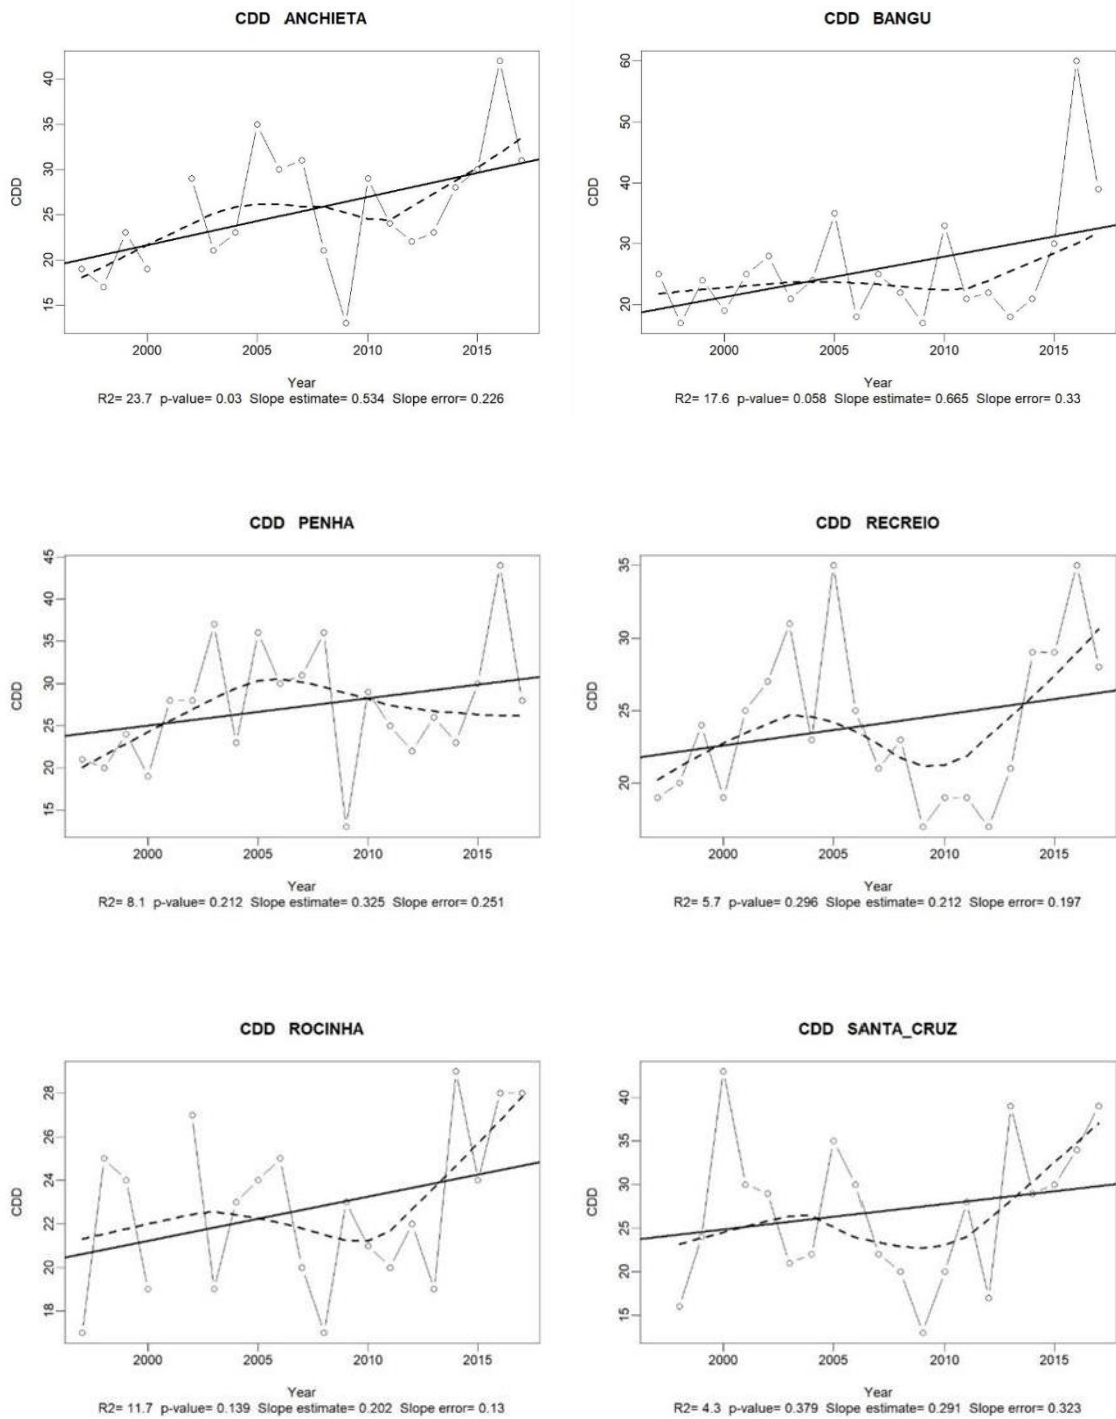 CDD ANCHIETA
CDD
40
35
30
25
20
15
2000 2005 2010 2015
Year
R2= 23.7 p-value= 0.03 Slope estimate= 0.534 Slope error= 0.226
CDD BANGU
CDD
60
50
40
30
20
2000 2005 2010 2015
Year
R2= 17.6 p-value= 0.058 Slope estimate= 0.665 Slope error= 0.33
CDD PENHA
CDD
45
40
35
30
25
20
15
2000 2005 2010 2015
Year
R2= 8.1 p-value= 0.212 Slope estimate= 0.325 Slope error= 0.251
CDD RECREIO
CDD
35
30
25
20
2000 2005 2010 2015
Year
R2= 5.7 p-value= 0.296 Slope estimate= 0.212 Slope error= 0.197
CDD ROCINHA
CDD
28
26
24
22
20
18
2000 2005 2010 2015
Year
R2= 11.7 p-value= 0.139 Slope estimate= 0.202 Slope error= 0.13
CDD SANTA_CRUZ
CDD
40
35
30
25
20
15
2000 2005 2010 2015
Year
R2= 4.3 p-value= 0.379 Slope estimate= 0.291 Slope error= 0.323